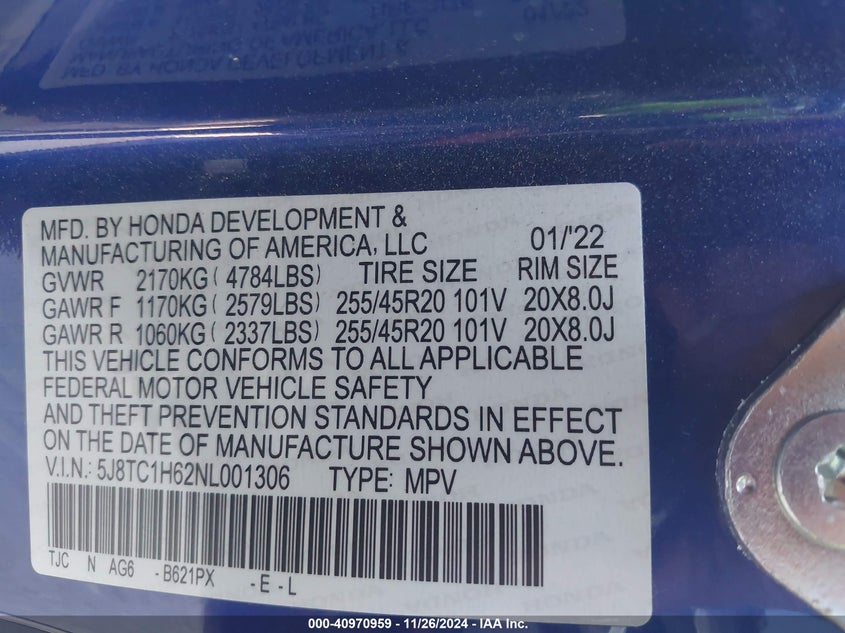 MFD. BY HONDA DEVELOPMENT &
MANUFACTURING OF AMERICA, LLC 01/'22
GVWR 2170KG ( 4784LBS) TIRE SIZE RIM SIZE
GAWR F 1170KG ( 2579LBS) 255/45R20 101V 20X8.0J
GAWR R 1060KG ( 2337LBS) 255/45R20 101V 20X8.0J
THIS VEHICLE CONFORMS TO ALL APPLICABLE
FEDERAL MOTOR VEHICLE SAFETY
AND THEFT PREVENTION STANDARDS IN EFFECT
ON THE DATE OF MANUFACTURE SHOWN ABOVE.
V.I.N.: 5J8TC1H62NL001306 TYPE: MPV
TJC N AG6 - B621PX - E - L
000-40970959 — 11/26/2024 — IAA Inc.